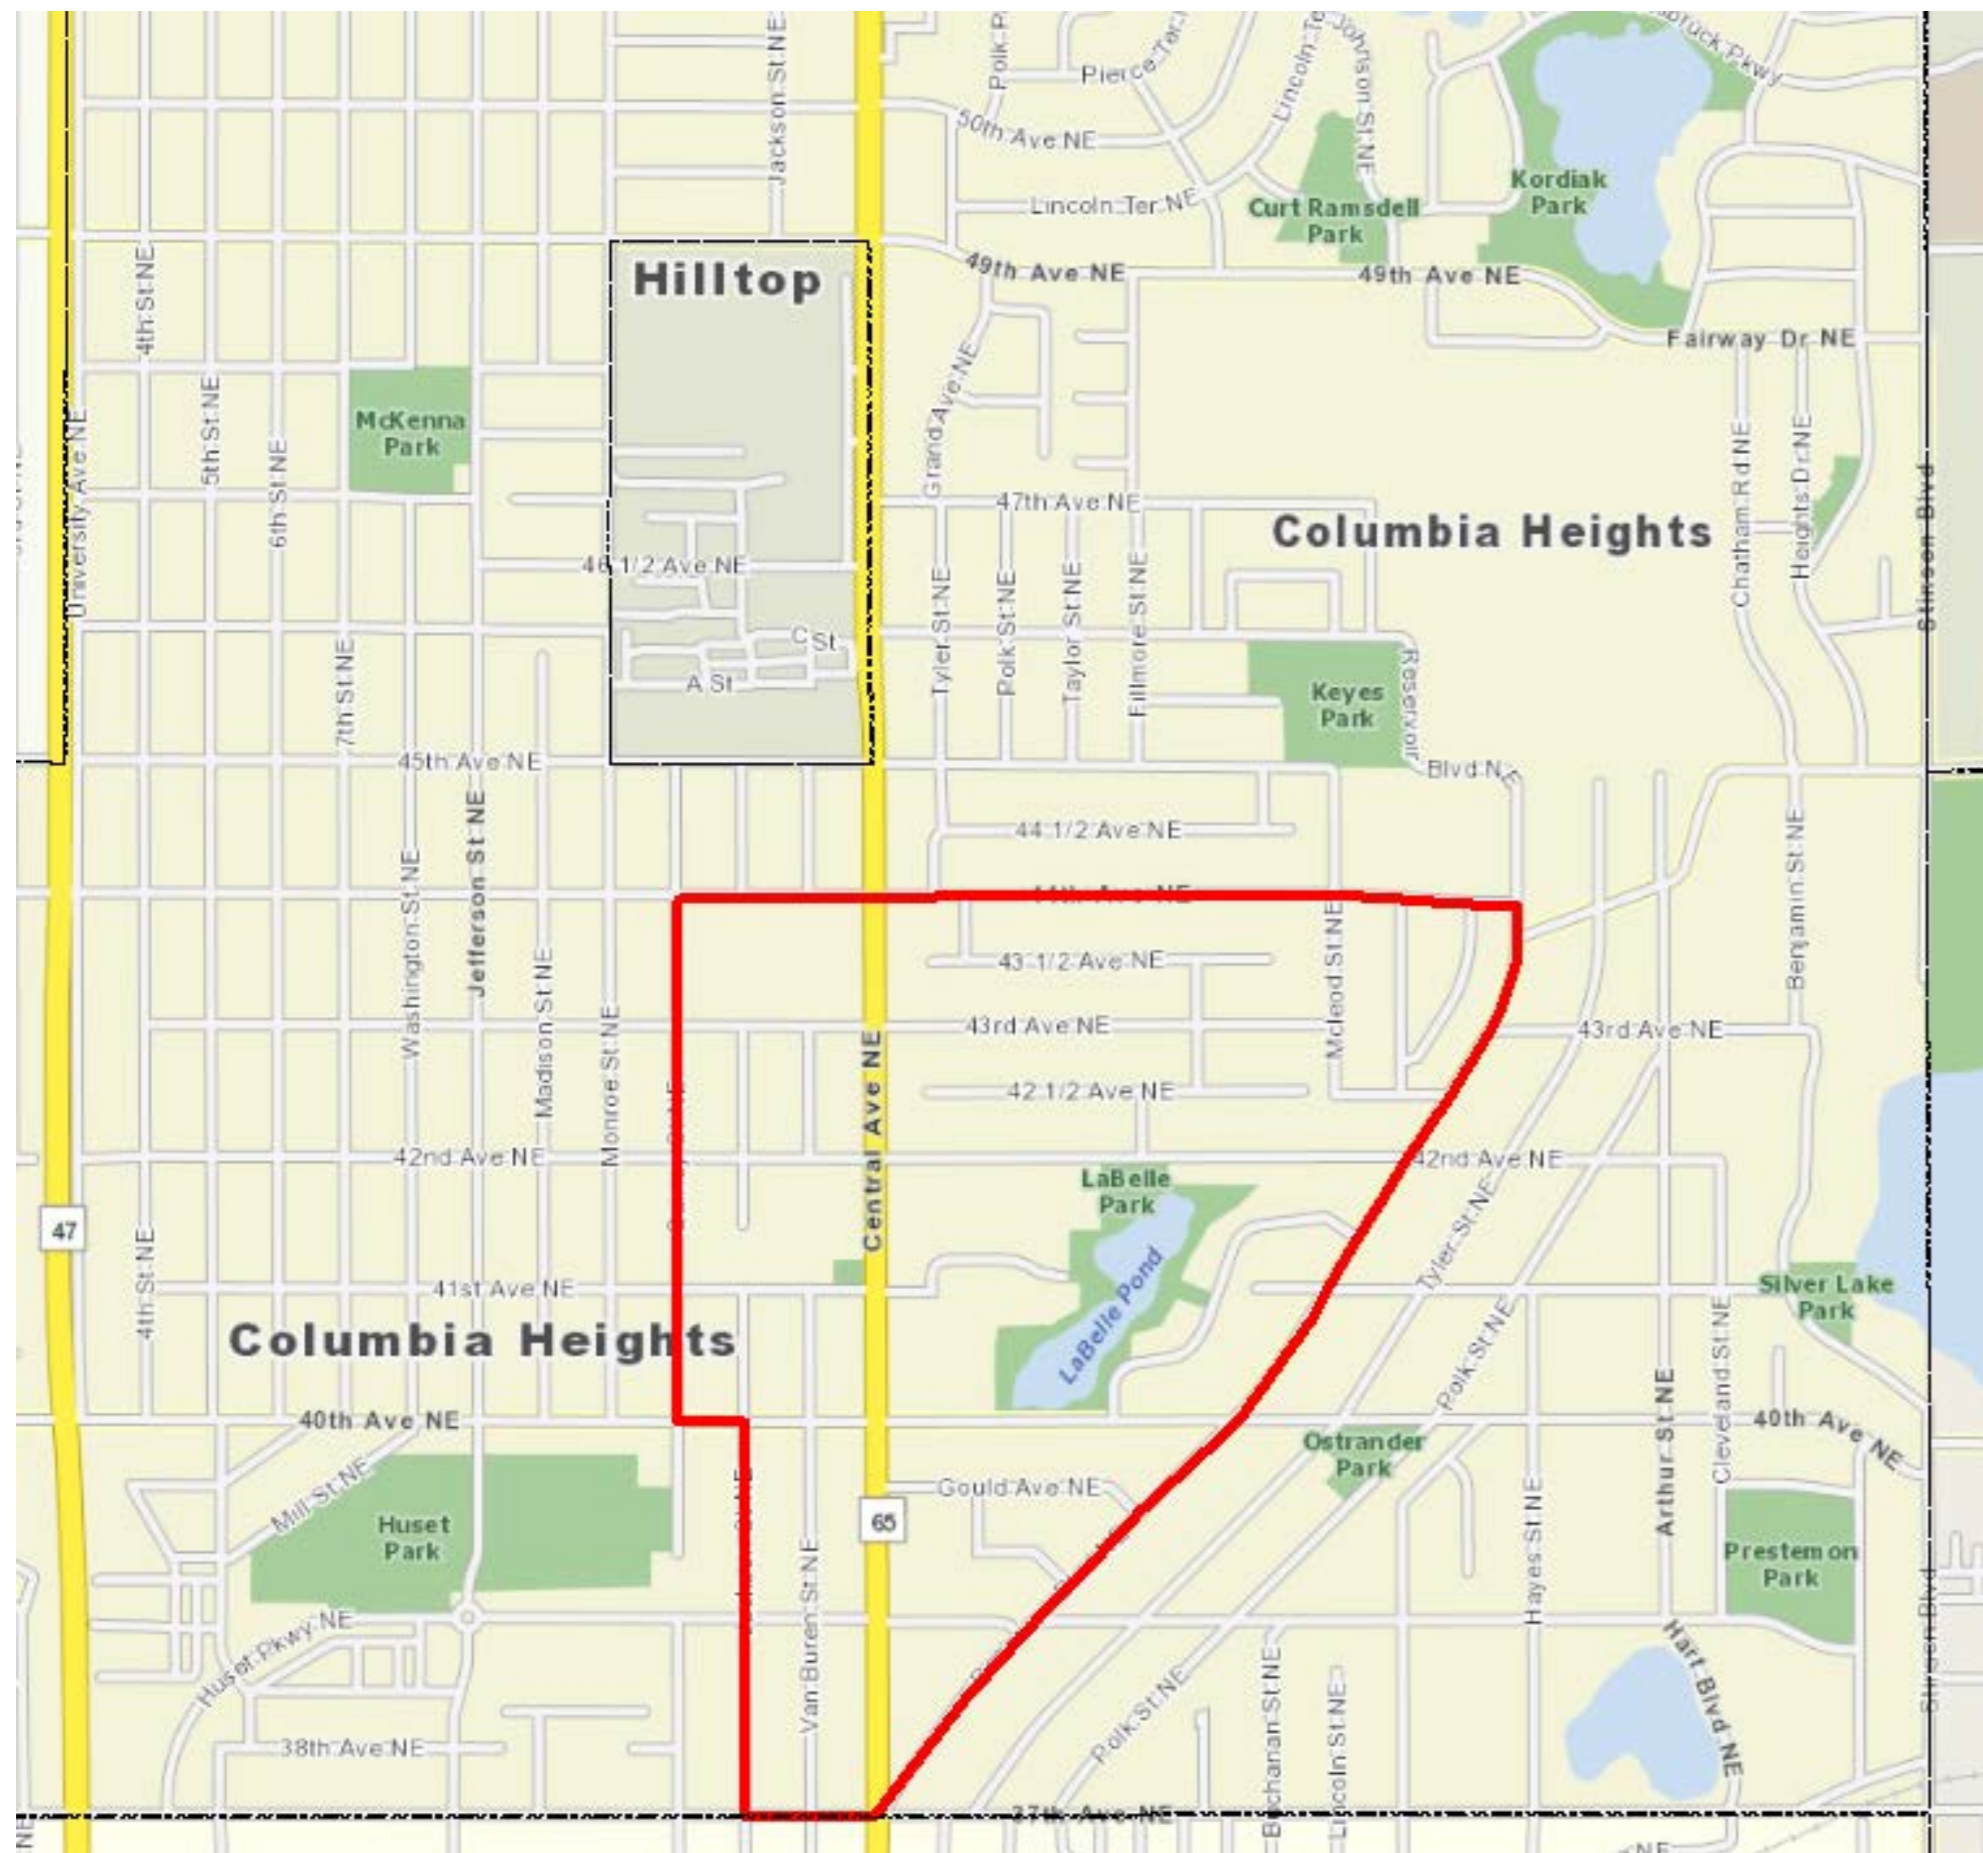 Jackson St NE
Pierce Ter
Lincoln Te
Johnson St NE
50th Ave NE
Lincoln Ter NE
Curt Ramsdell
Park
Kordiak
Park
Hilltop
49th Ave NE
49th Ave NE
Fairway Dr NE
4th St NE
5th St NE
6th St NE
University Ave NE
McKenna
Park
Grand Ave NE
47th Ave NE
Columbia Heights
Chatham Rd NE
Heights Dr NE
Stinson Blvd
46 1/2 Ave NE
Tyler St NE
Polk St NE
Taylor St NE
Fillmore St NE
C St
A St
7th St NE
Keyes
Park
Reservoir
Blvd NE
45th Ave NE
44 1/2 Ave NE
44th Ave NE
Washington St NE
Jefferson St NE
Madison St NE
Monroe St NE
Benjamin St NE
Mcleod St NE
43 1/2 Ave NE
43rd Ave NE
43rd Ave NE
Central Ave NE
42 1/2 Ave NE
42nd Ave NE
42nd Ave NE
LaBelle
Park
LaBelle Pond
47
4th St NE
41st Ave NE
Tyler St NE
Silver Lake
Park
Columbia Heights
Polk St NE
Arthur St NE
Cleveland St NE
40th Ave NE
40th Ave NE
Ostrander
Park
Mill St NE
Huset
Park
Gould Ave NE
65
Hayes St NE
Prestemon
Park
Huset Pkwy NE
Van Buren St NE
Hart Blvd NE
Stinson Blvd
38th Ave NE
Polk St NE
Buchanan St NE
Lincoln St NE
37th Ave NE
NE
NE